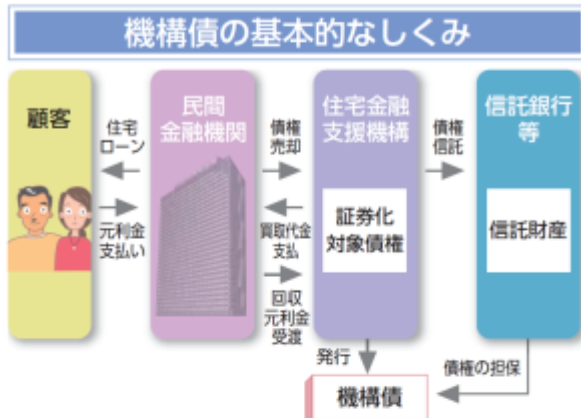 機構債の基本的なしくみ
顧客
住宅
ローン
元利金
支払い
民間
金融機関
債権
売却
買取代金
支払
回収
元利金
受渡
住宅金融
支援機構
証券化
対象債権
債権
信託
信託銀行
等
信託財産
発行
債権の担保
機構債